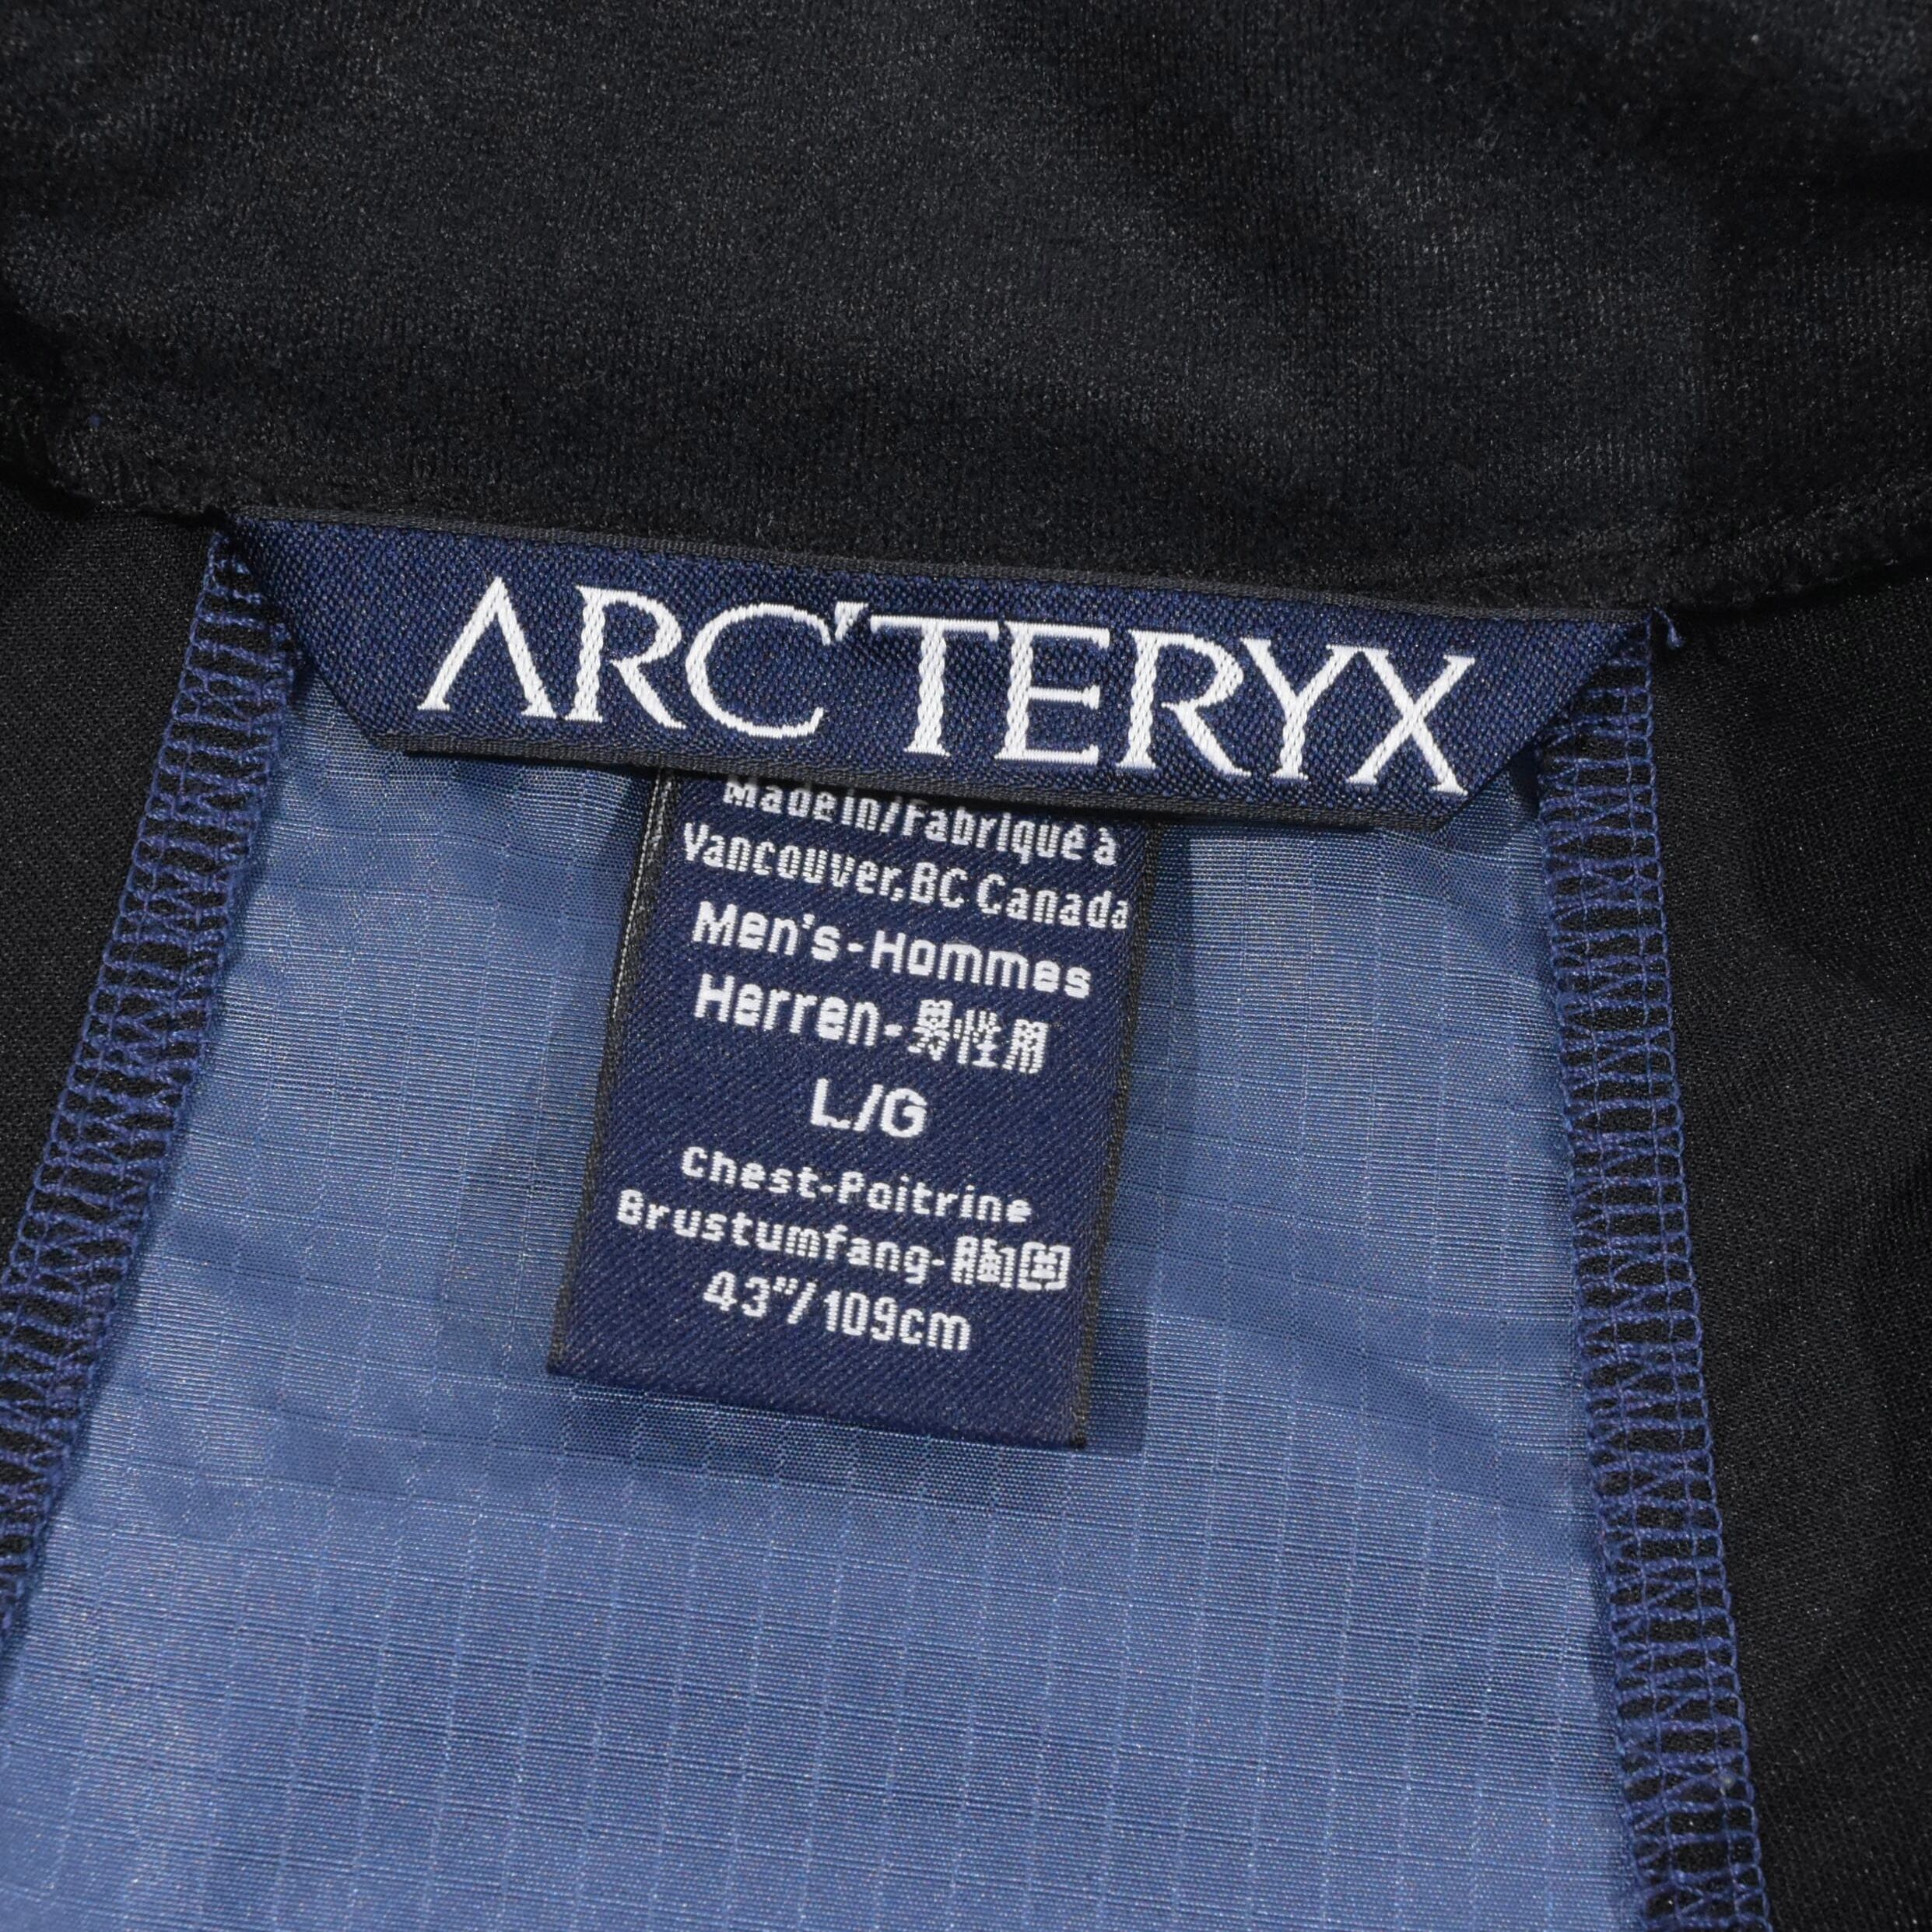 ARC'TERYX
Made in/Fabriqué à
Vancouver, BC Canada
Men's-Hommes
Herren-男性用
L/G
Chest-Poitrine
Brustumfang-胸囲
43"/109cm